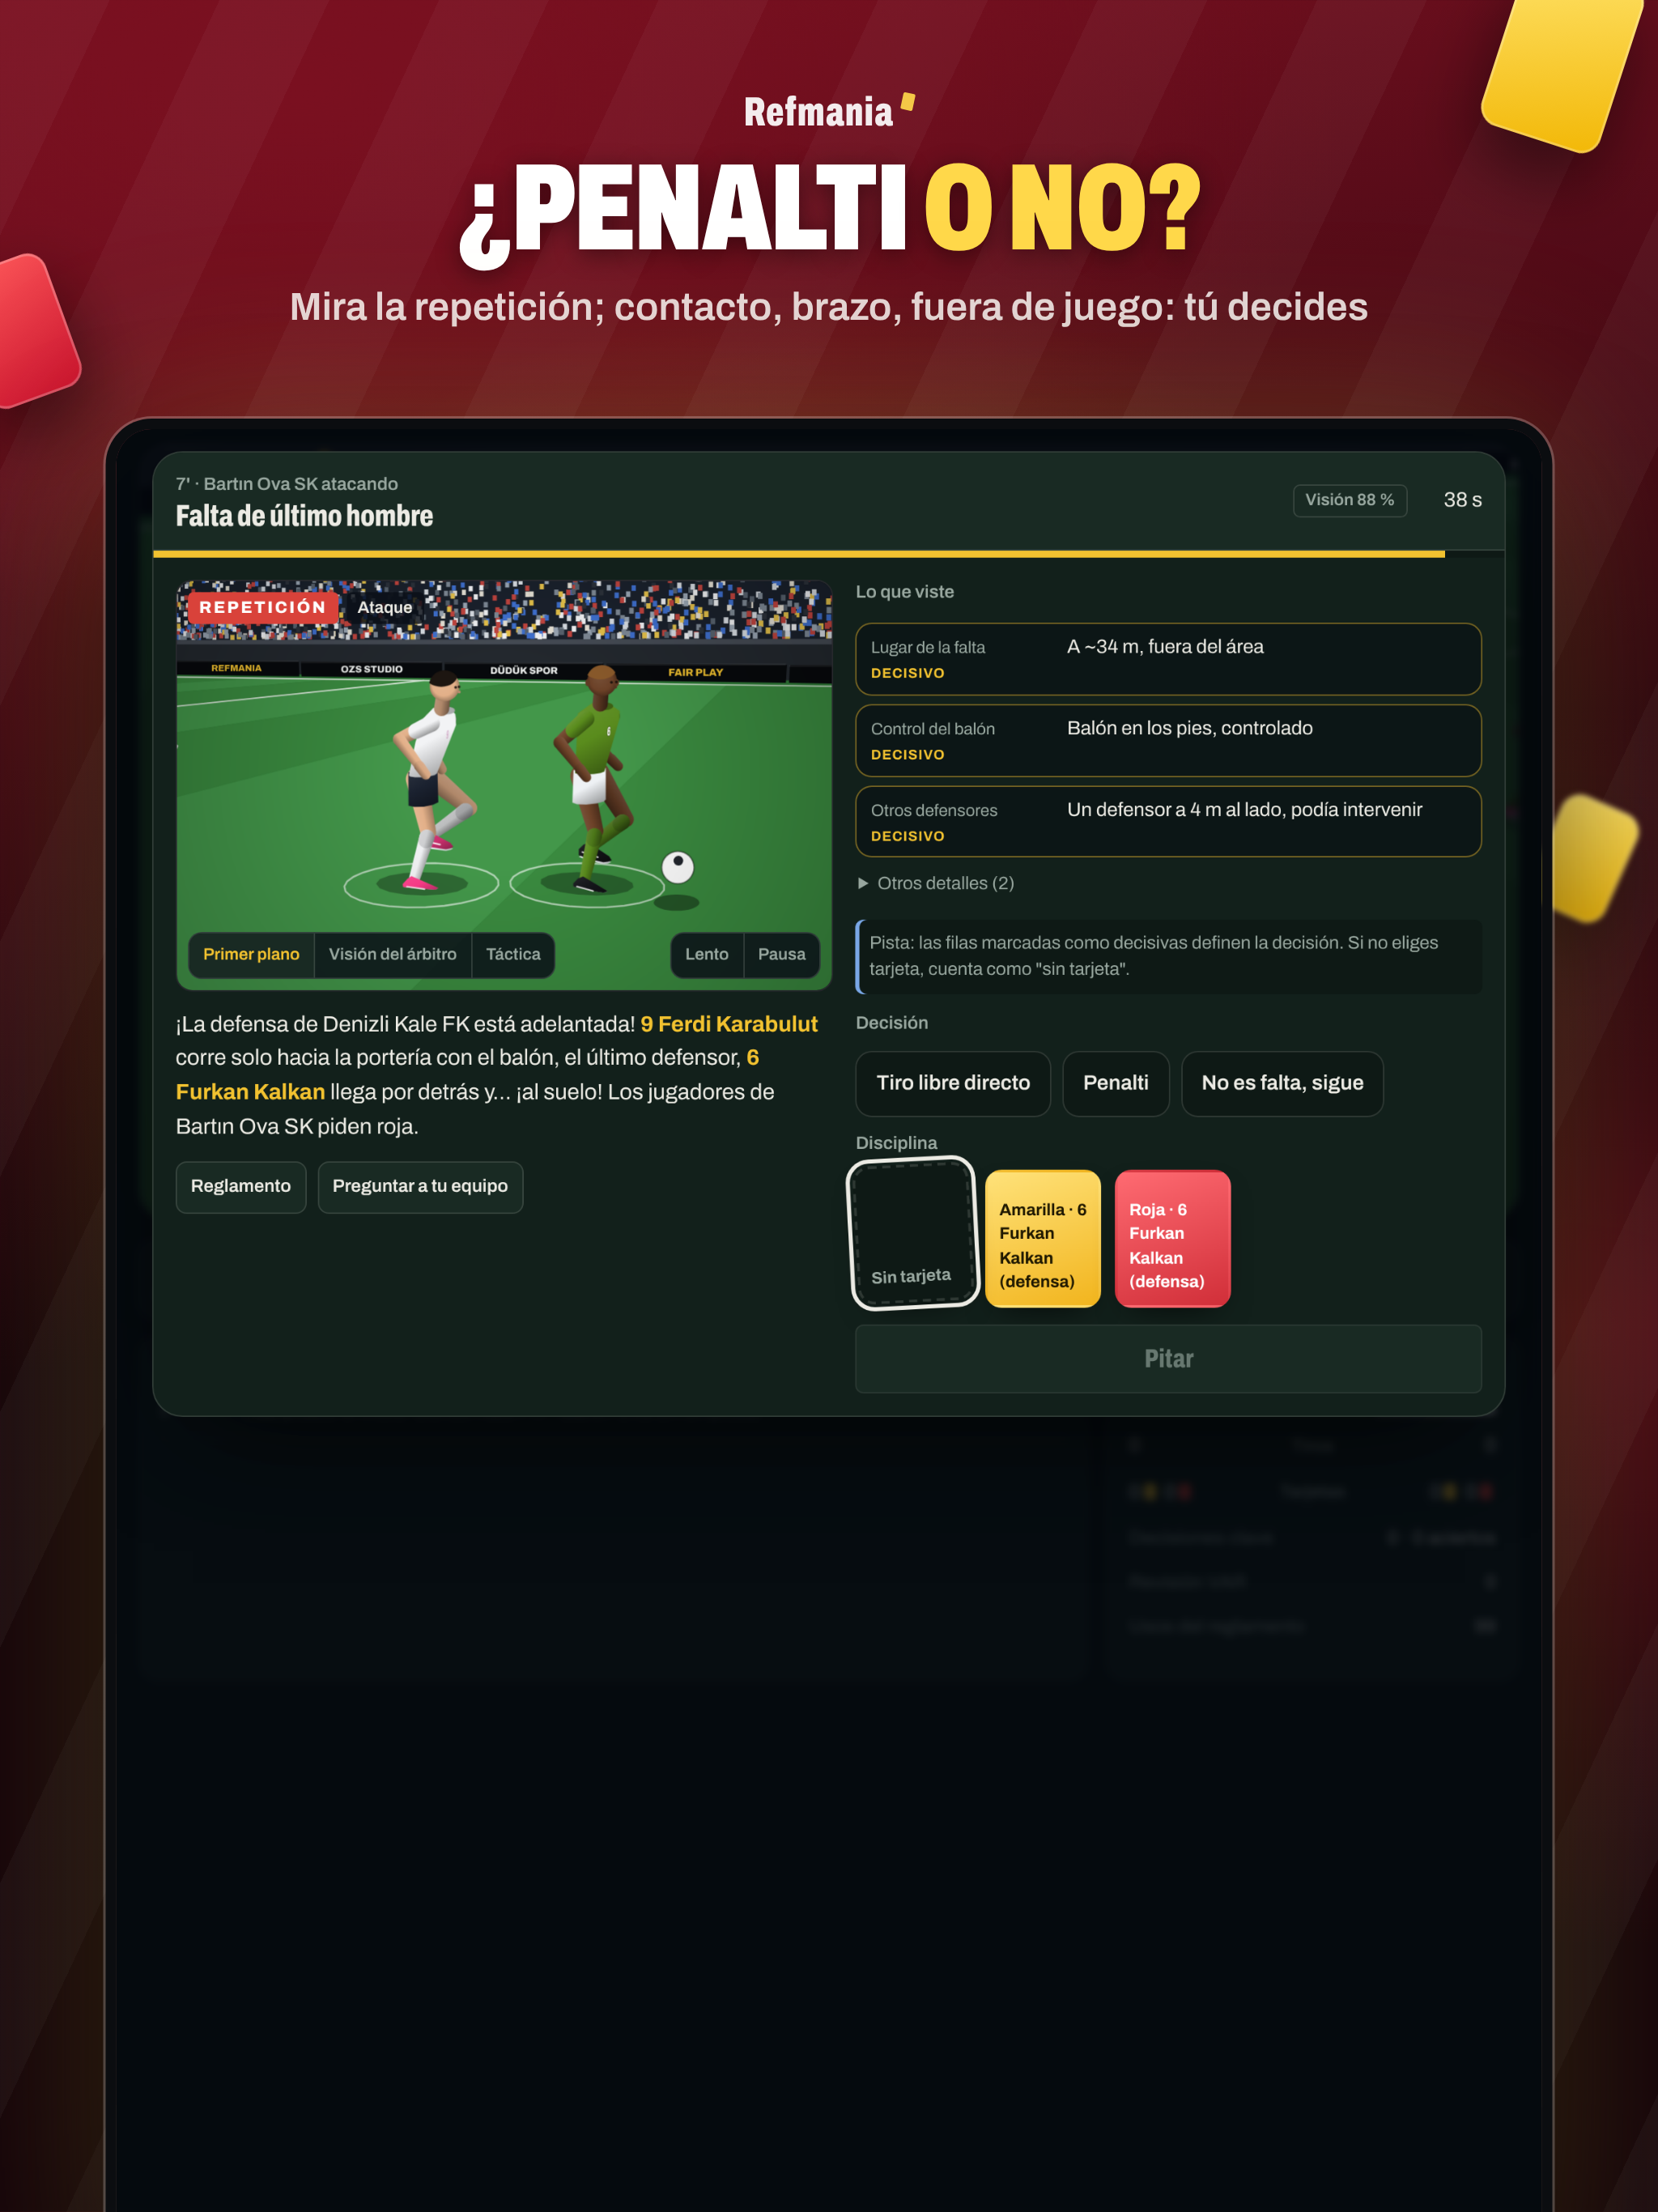 Refmania
¿PENALTI O NO?
Mira la repetición; contacto, brazo, fuera de juego: tú decides
7' · Bartın Ova SK atacando
Falta de último hombre
Visión 88 %
38 s
REPETICIÓN
Ataque
REFMANIA
OZS STUDIO
DÜDÜK SPOR
FAIR PLAY
6
Primer plano
Visión del árbitro
Táctica
Lento
Pausa
¡La defensa de Denizli Kale FK está adelantada! 9 Ferdi Karabulut
corre solo hacia la portería con el balón, el último defensor, 6
Furkan Kalkan llega por detrás y... ¡al suelo! Los jugadores de
Bartın Ova SK piden roja.
Reglamento
Preguntar a tu equipo
Lo que viste
Lugar de la falta
A ~34 m, fuera del área
DECISIVO
Control del balón
Balón en los pies, controlado
DECISIVO
Otros defensores
Un defensor a 4 m al lado, podía intervenir
DECISIVO
Otros detalles (2)
Pista: las filas marcadas como decisivas definen la decisión. Si no eliges
tarjeta, cuenta como "sin tarjeta".
Decisión
Tiro libre directo
Penalti
No es falta, sigue
Disciplina
Sin tarjeta
Amarilla · 6
Furkan
Kalkan
(defensa)
Roja · 6
Furkan
Kalkan
(defensa)
Pitar